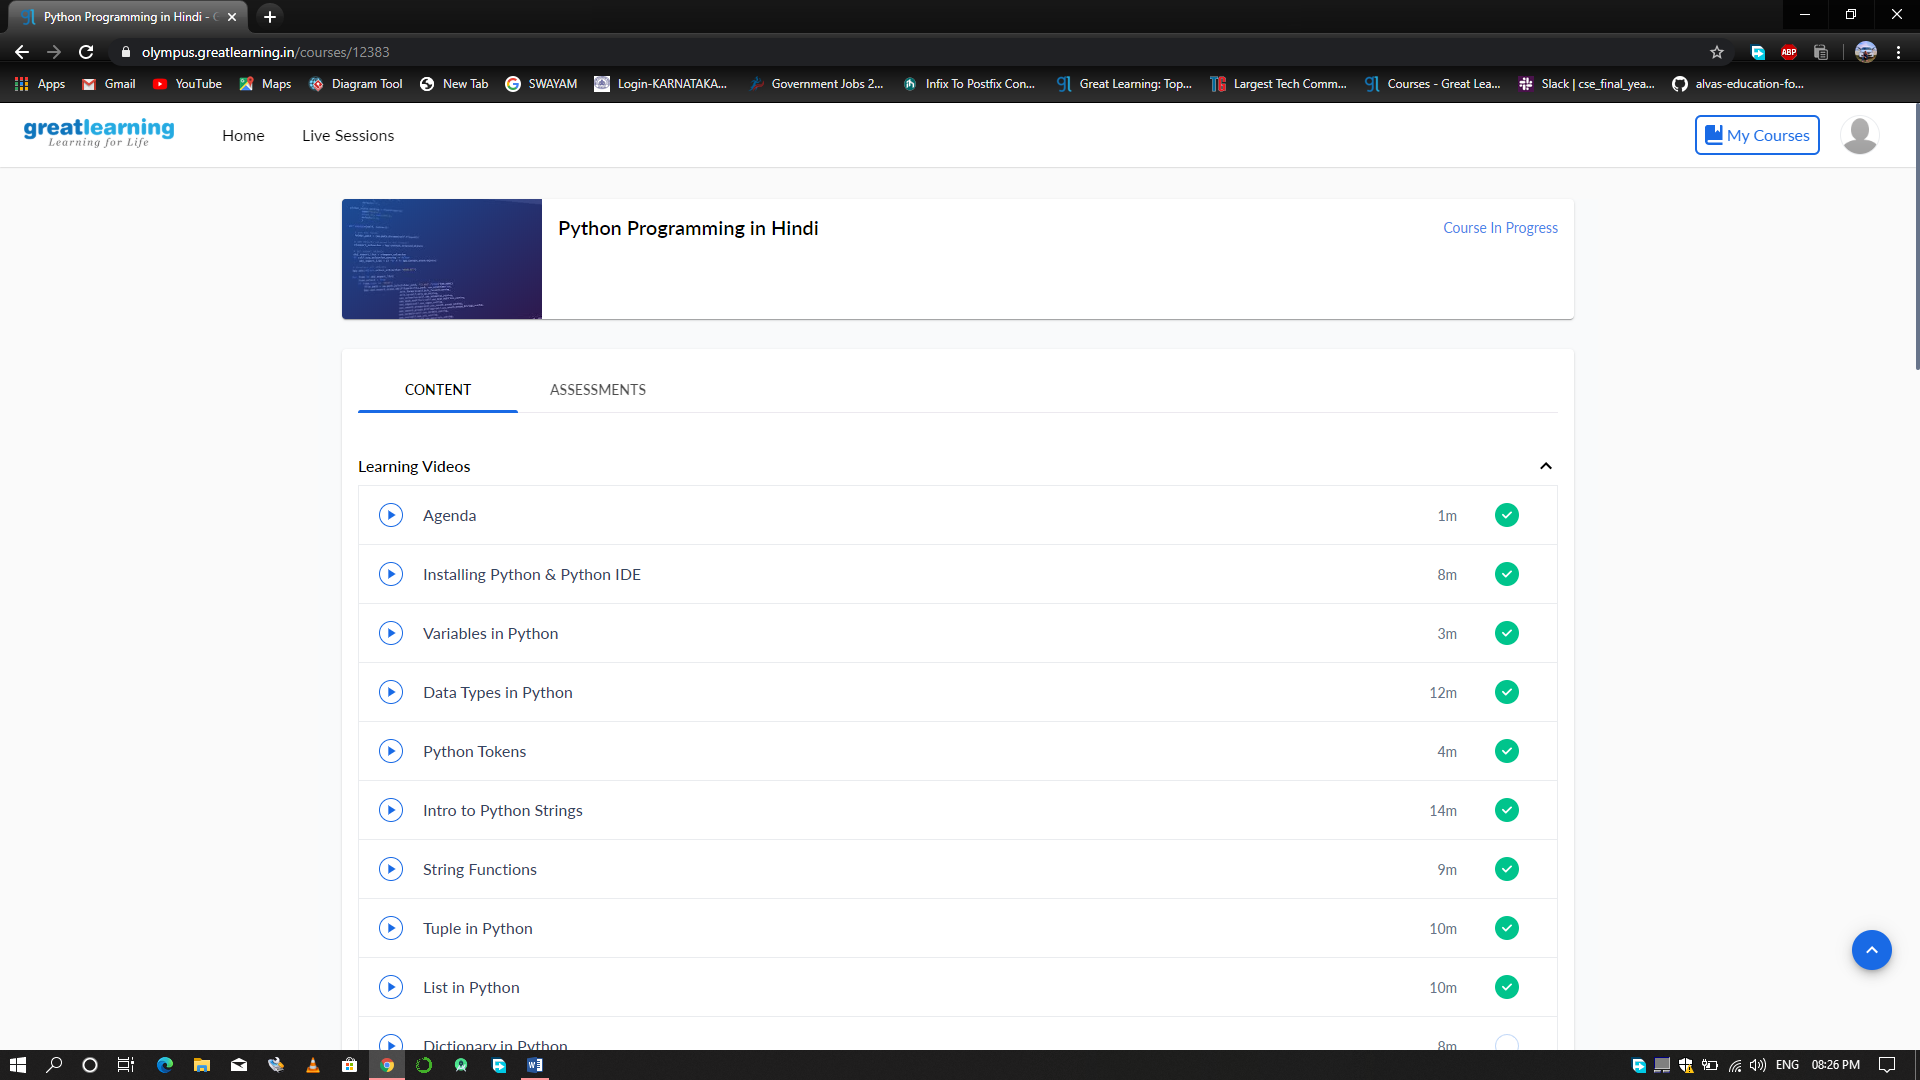 Python Programming in Hindi - G
olympus.greatlearning.in/courses/12383
ABP
Apps
Gmail
YouTube
Maps
Diagram Tool
New Tab
SWAYAM
Login-KARNATAKA...
Government Jobs 2...
Infix To Postfix Con...
Great Learning: Top...
Largest Tech Comm...
Courses - Great Lea...
Slack | cse_final_yea...
alvas-education-fo...
greatlearning
Learning for Life
Home
Live Sessions
My Courses
Python Programming in Hindi
Course In Progress
CONTENT
ASSESSMENTS
Learning Videos
Agenda 1m
Installing Python & Python IDE 8m
Variables in Python 3m
Data Types in Python 12m
Python Tokens 4m
Intro to Python Strings 14m
String Functions 9m
Tuple in Python 10m
List in Python 10m
Dictionary in Python 8m
ENG
08:26 PM